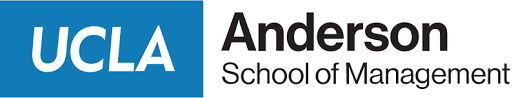 UCLA
Anderson
School of Management